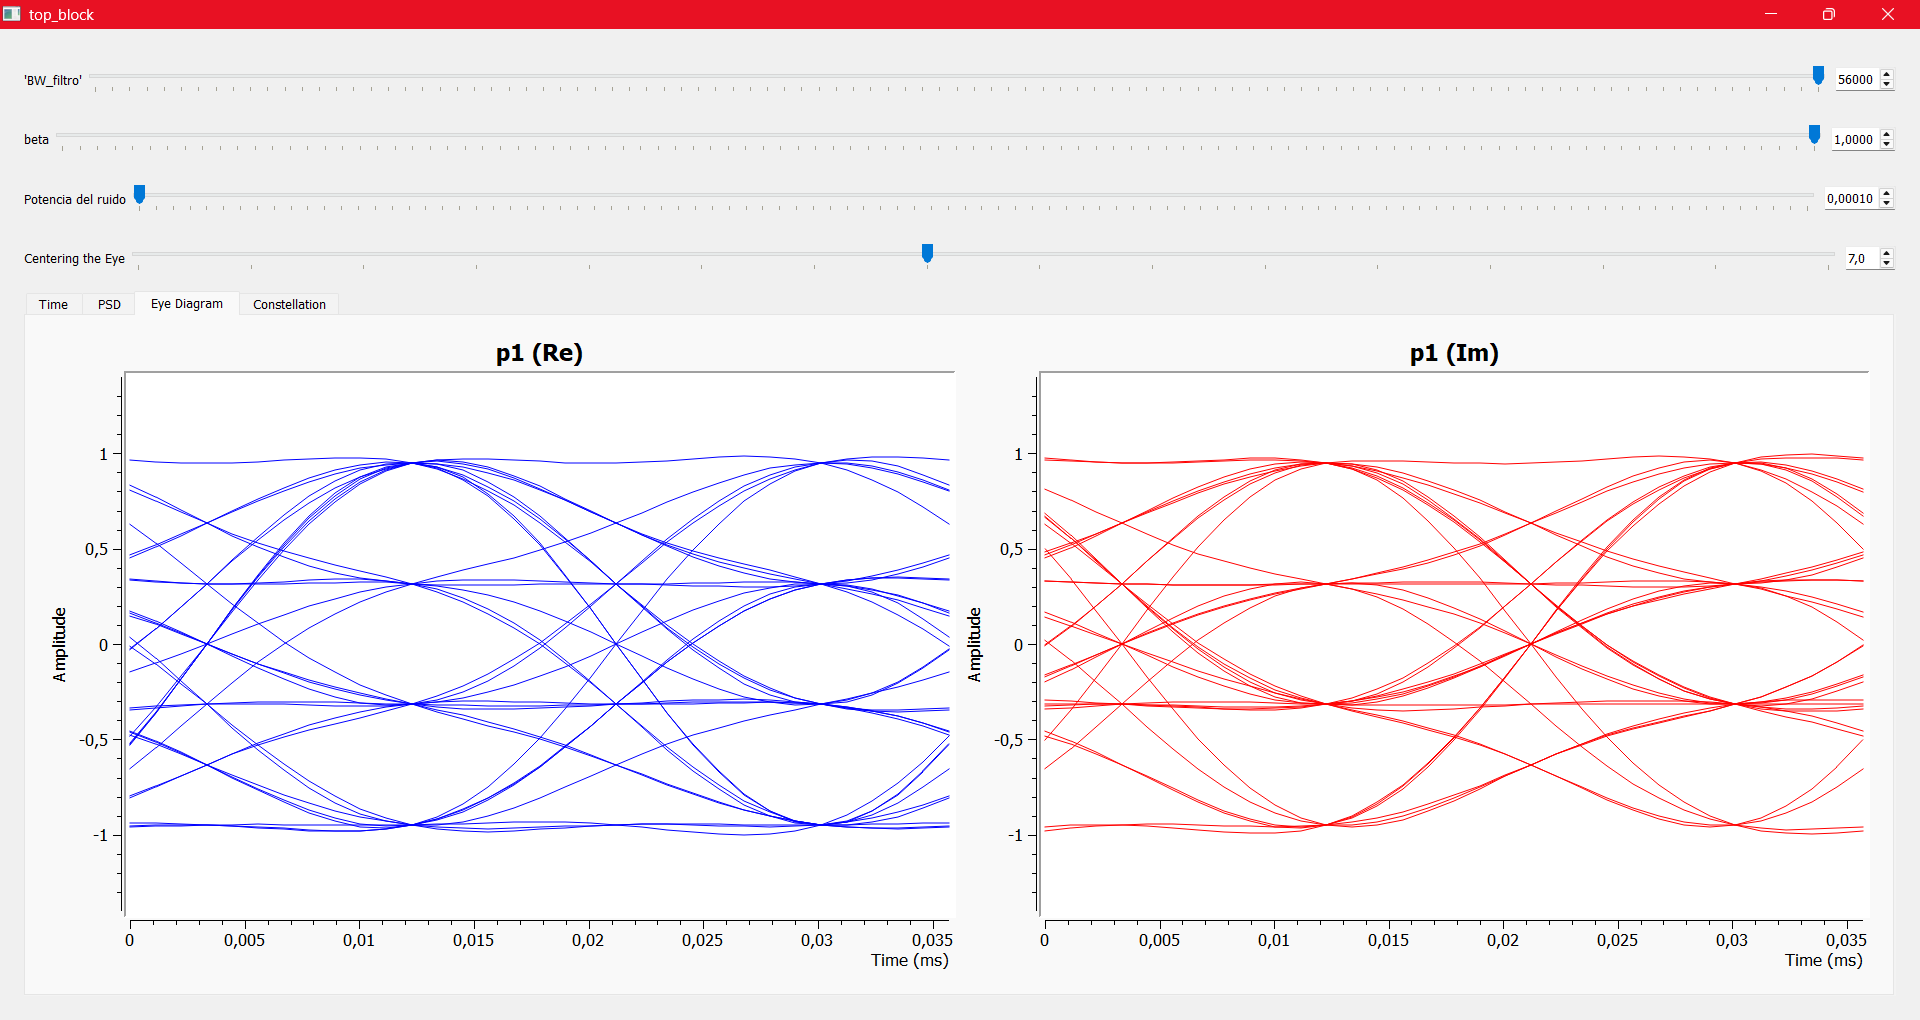 top_block
'BW_filtro' 56000
beta 1,0000
Potencia del ruido 0,00010
Centering the Eye 7,0
Time PSD Eye Diagram Constellation
p1 (Re)
Amplitude
1
0,5
0
-0,5
-1
0 0,005 0,01 0,015 0,02 0,025 0,03 0,035
Time (ms)
p1 (Im)
Amplitude
1
0,5
0
-0,5
-1
0 0,005 0,01 0,015 0,02 0,025 0,03 0,035
Time (ms)